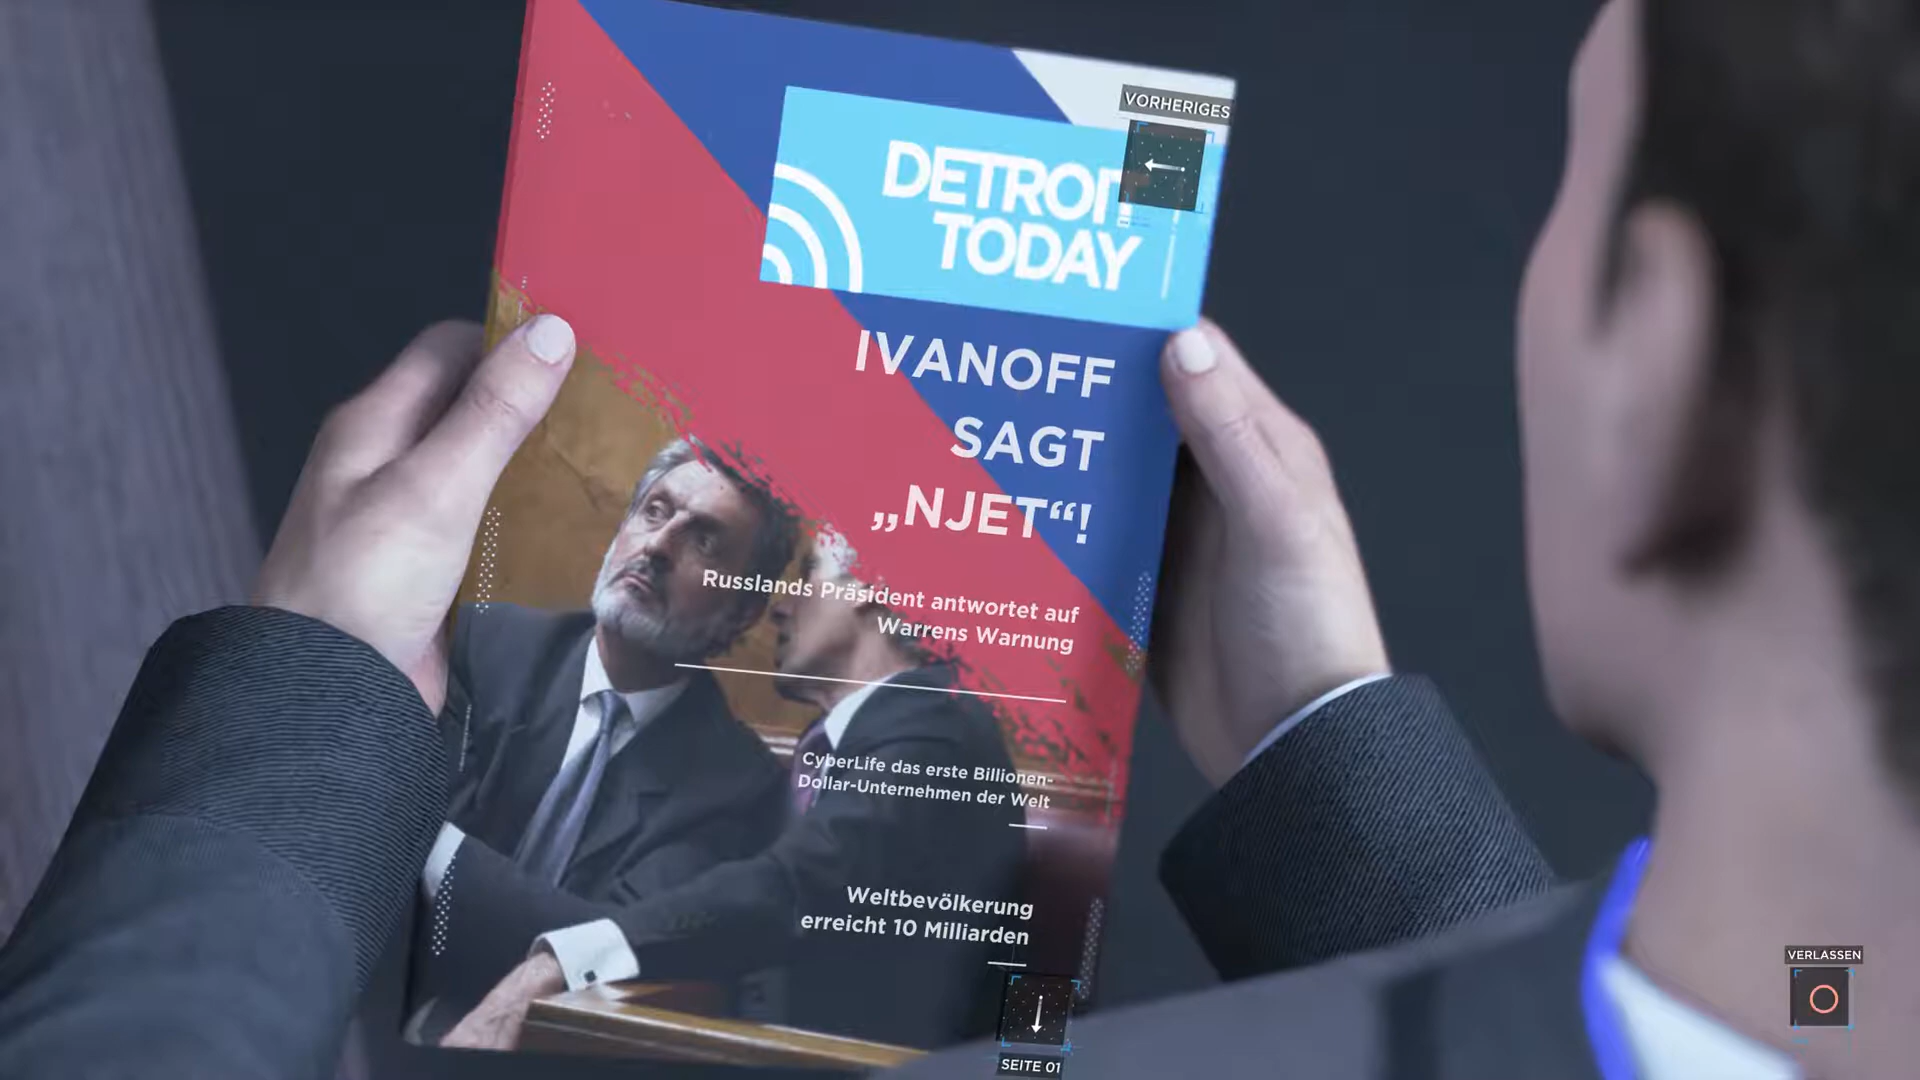 VORHERIGES
DETROIT
TODAY
IVANOFF
SAGT
„NJET“!
Russlands Präsident antwortet auf
Warrens Warnung
CyberLife das erste Billionen-
Dollar-Unternehmen der Welt
Weltbevölkerung
erreicht 10 Milliarden
SEITE 01
VERLASSEN